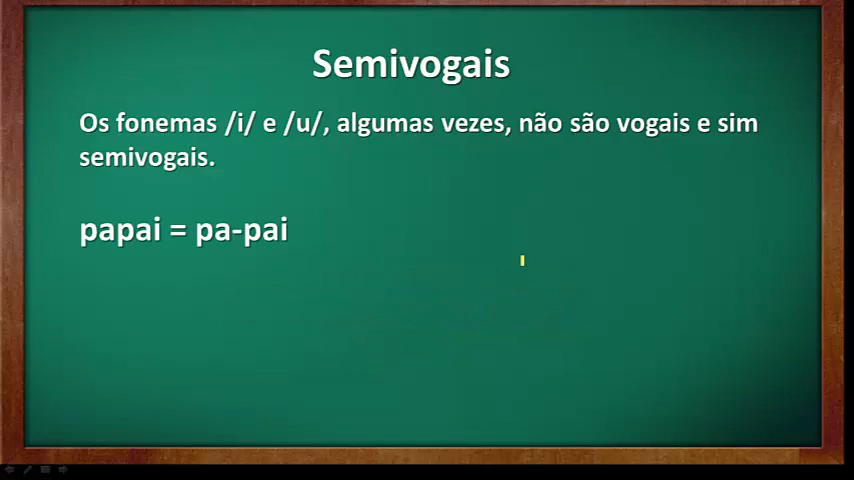 Semivogais
Os fonemas /i/ e /u/, algumas vezes, não são vogais e sim
semivogais.
papai = pa-pai